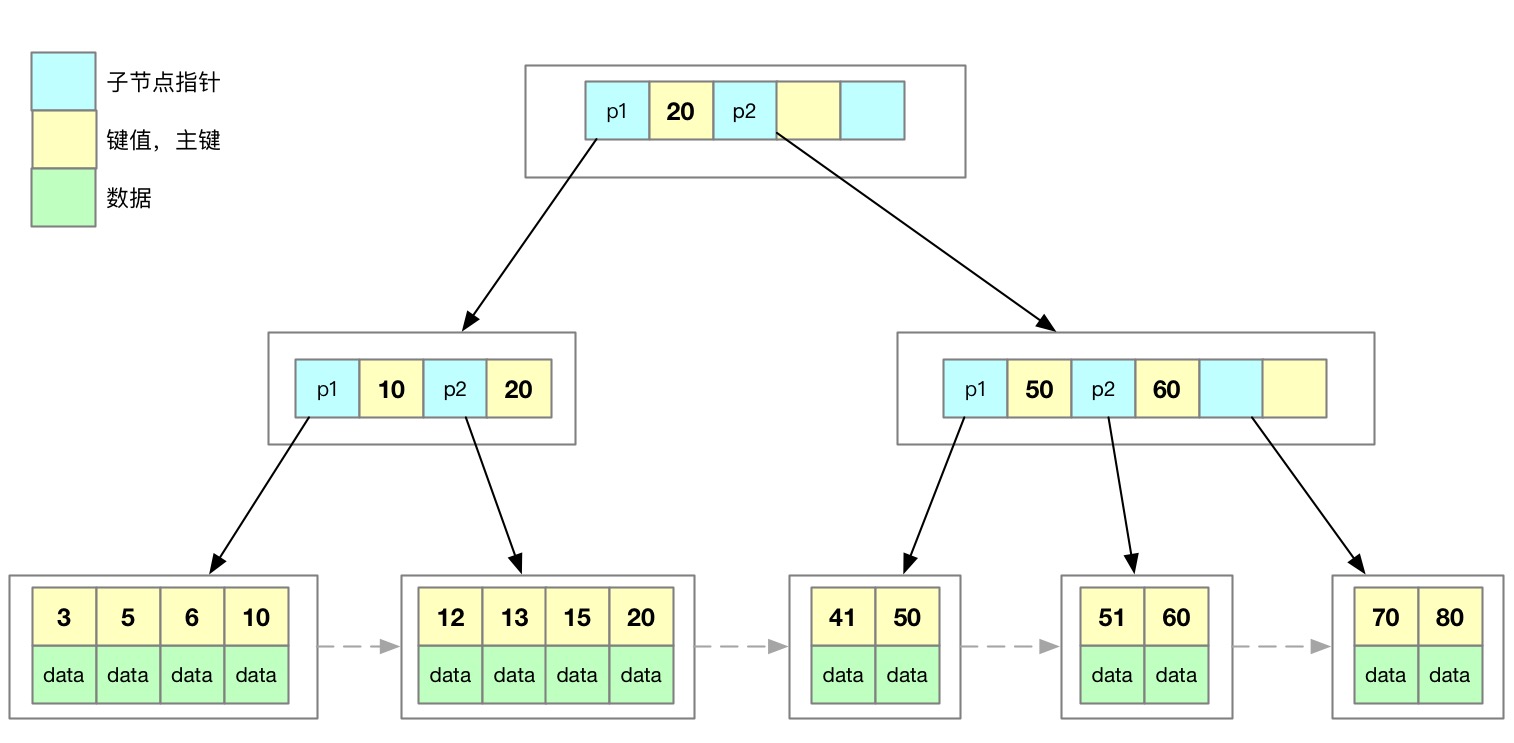 子节点指针
键值，主键
数据
p1 20 p2
p1 10 p2 20
p1 50 p2 60
3 5 6 10
data data data data
12 13 15 20
data data data data
41 50
data data
51 60
data data
70 80
data data